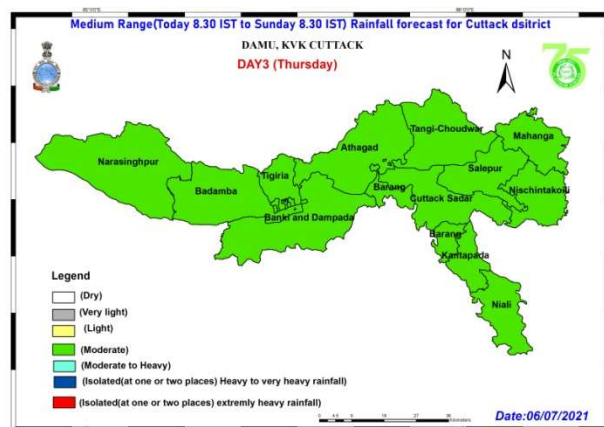 Medium Range(Today 8.30 IST to Sunday 8.30 IST) Rainfall forecast for Cuttack dsitrict
DAMU, KVK CUTTACK
DAY3 (Thursday)
N
75
Tangi-Choudwar
Mahanga
Athagad
Narasinghpur
Salepur
Tigiria
Badamba
Barang
Nischintakoili
Cuttack Sadar
Banki and Dampada
Barang
Kantapada
Niali
Legend
(Dry)
(Very light)
(Light)
(Moderate)
(Moderate to Heavy)
(Isolated(at one or two places) Heavy to very heavy rainfall)
(Isolated(at one or two places) extremly heavy rainfall)
Date:06/07/2021